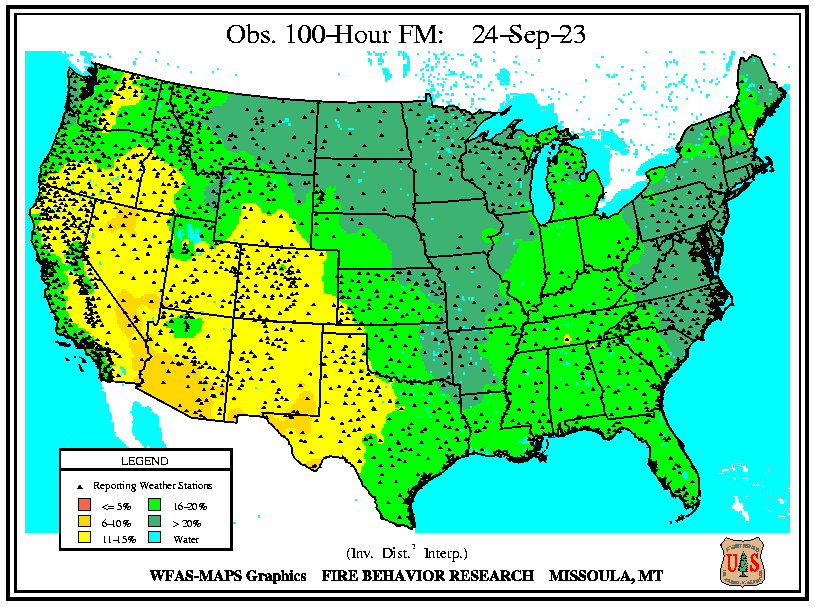 Obs. 100-Hour FM: 24-Sep-23
LEGEND
Reporting Weather Stations
<= 5% 16-20%
6-10% > 20%
11-15% Water
(Inv. Dist.² Interp.)
WFAS-MAPS Graphics FIRE BEHAVIOR RESEARCH MISSOULA, MT
U S